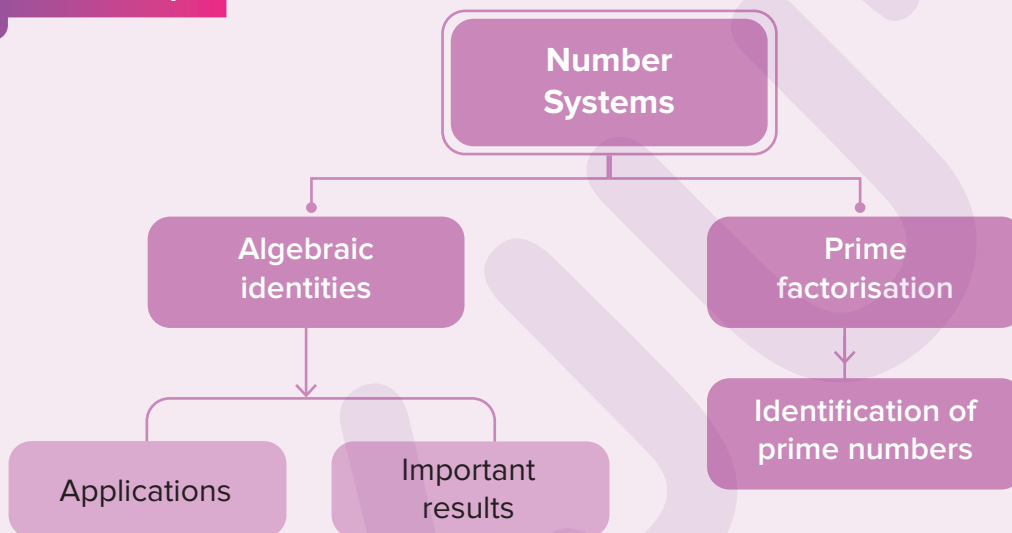 Number
Systems
Algebraic
identities
Prime
factorisation
Identification of
prime numbers
Applications
Important
results